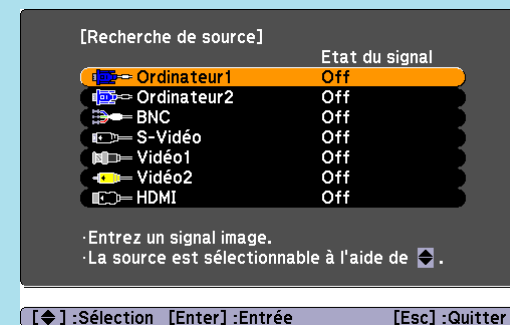 [Recherche de source]
Etat du signal
Ordinateur1 Off
Ordinateur2 Off
BNC Off
S-Vidéo Off
Vidéo1 Off
Vidéo2 Off
HDMI Off
·Entrez un signal image.
·La source est sélectionnable à l'aide de ◆.
[◆] :Sélection [Enter] :Entrée [Esc] :Quitter